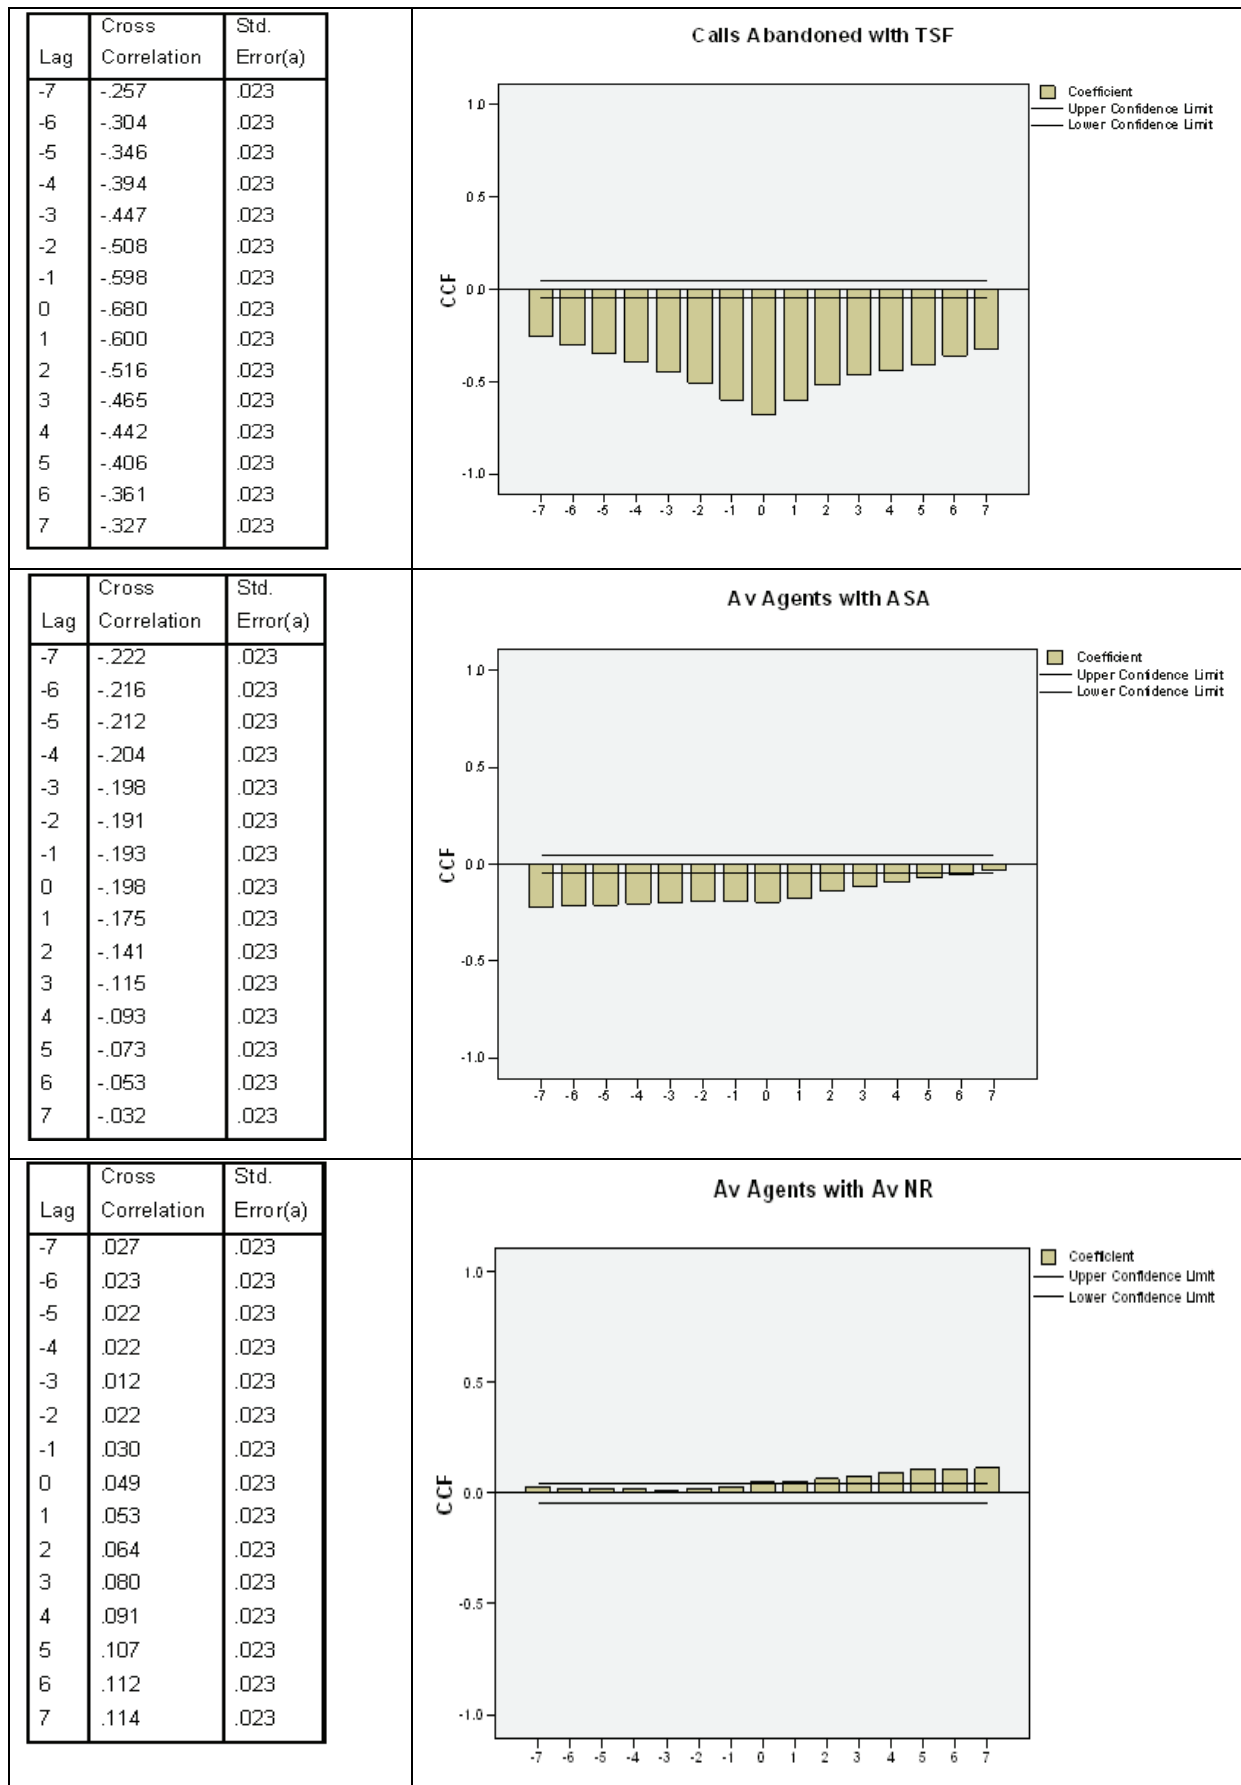 Cross Std.
Lag Correlation Error(a)
-7 -.257 .023
-6 -.304 .023
-5 -.346 .023
-4 -.394 .023
-3 -.447 .023
-2 -.508 .023
-1 -.598 .023
0 -.680 .023
1 -.600 .023
2 -.516 .023
3 -.465 .023
4 -.442 .023
5 -.406 .023
6 -.361 .023
7 -.327 .023
Calls Abandoned with TSF
Coefficient
Upper Confidence Limit
Lower Confidence Limit
1.0
0.5
0.0
-0.5
-1.0
CCF
-7 -6 -5 -4 -3 -2 -1 0 1 2 3 4 5 6 7
Cross Std.
Lag Correlation Error(a)
-7 -.222 .023
-6 -.216 .023
-5 -.212 .023
-4 -.204 .023
-3 -.198 .023
-2 -.191 .023
-1 -.193 .023
0 -.198 .023
1 -.175 .023
2 -.141 .023
3 -.115 .023
4 -.093 .023
5 -.073 .023
6 -.053 .023
7 -.032 .023
Av Agents with ASA
Coefficient
Upper Confidence Limit
Lower Confidence Limit
1.0
0.5
0.0
-0.5
-1.0
CCF
-7 -6 -5 -4 -3 -2 -1 0 1 2 3 4 5 6 7
Cross Std.
Lag Correlation Error(a)
-7 .027 .023
-6 .023 .023
-5 .022 .023
-4 .022 .023
-3 .012 .023
-2 .022 .023
-1 .030 .023
0 .049 .023
1 .053 .023
2 .064 .023
3 .080 .023
4 .091 .023
5 .107 .023
6 .112 .023
7 .114 .023
Av Agents with Av NR
Coefficient
Upper Confidence Limit
Lower Confidence Limit
1.0
0.5
0.0
-0.5
-1.0
CCF
-7 -6 -5 -4 -3 -2 -1 0 1 2 3 4 5 6 7